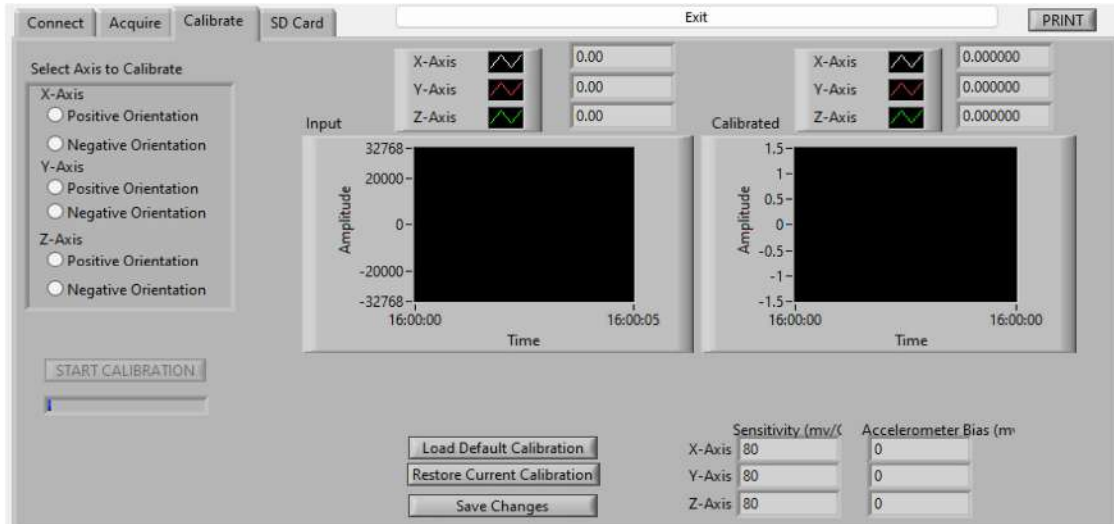 Connect Acquire Calibrate SD Card Exit PRINT
Select Axis to Calibrate
X-Axis
Positive Orientation
Negative Orientation
Y-Axis
Positive Orientation
Negative Orientation
Z-Axis
Positive Orientation
Negative Orientation
START CALIBRATION
X-Axis 0.00
Y-Axis 0.00
Z-Axis 0.00
Input
32768
20000
0
-20000
-32768
Amplitude
16:00:00 16:00:05
Time
X-Axis 0.000000
Y-Axis 0.000000
Z-Axis 0.000000
Calibrated
1.5
1
0.5
0
-0.5
-1
-1.5
Amplitude
16:00:00 16:00:00
Time
Load Default Calibration
Restore Current Calibration
Save Changes
Sensitivity (mv/ Accelerometer Bias (m
X-Axis 80 0
Y-Axis 80 0
Z-Axis 80 0